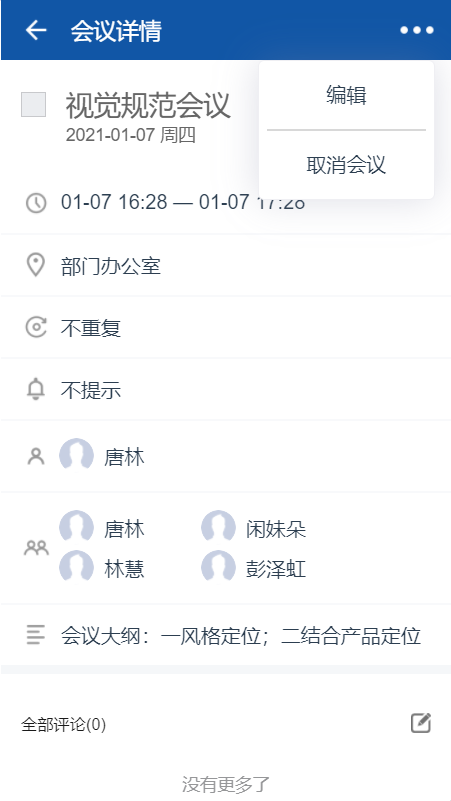 会议详情
编辑
取消会议
视觉规范会议
2021-01-07 周四
01-07 16:28 — 01-07 17:28
部门办公室
不重复
不提示
唐林
唐林 闲妹朵
林慧 彭泽虹
会议大纲：一风格定位；二结合产品定位
全部评论(0)
没有更多了